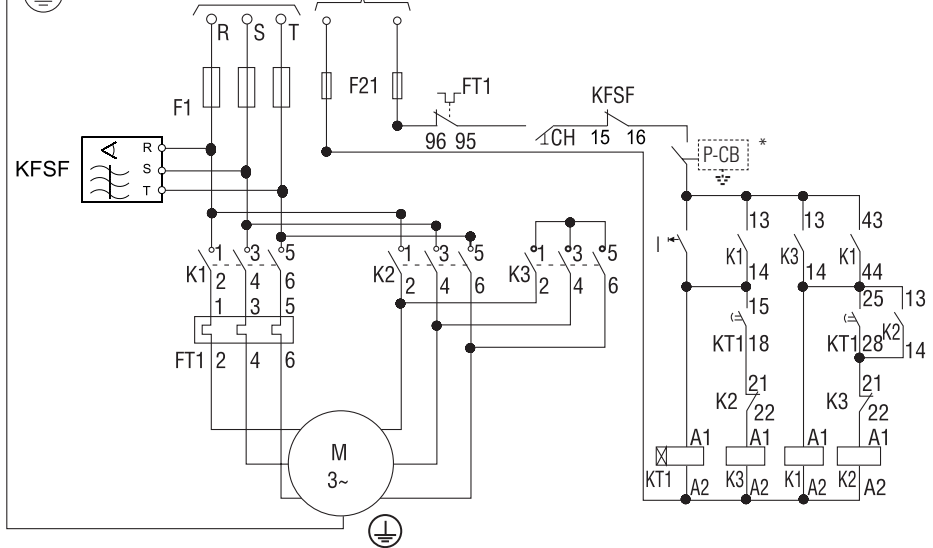 R S T
F1
F21
FT1
96 95
CH
KFSF
15 16
P-CB *
KFSF
R
S
T
K1
1 3 5
2 4 6
K2
1 3 5
2 4 6
K3
1 3 5
2 4 6
1 3 5
FT1 2 4 6
M
3~
I
13
K1
14
13
K3
14
43
K1
44
15
KT1 18
25
KT1 28
13
K2
14
21
K2
22
21
K3
22
A1
KT1
A2
A1
K3
A2
A1
K1
A2
A1
K2
A2